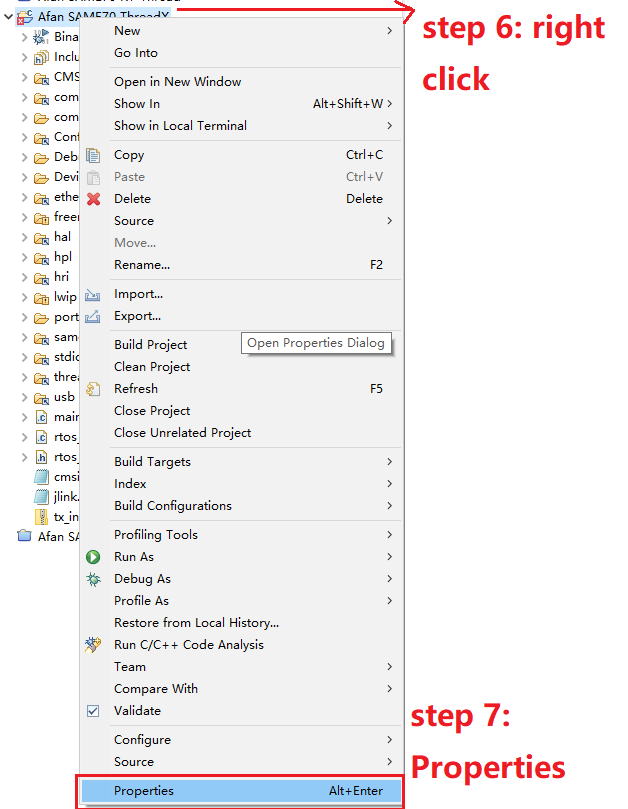 Afan SAME70 ThreadX
step 6: right
click
Bina
Inclu
CMS
com
com
Conf
Debu
Devi
ethe
freer
hal
hpl
hri
lwip
port
same
stdio
threa
usb
main
rtos_
rtos_
cmsi
jlink.
tx_in
Afan SA
New
Go Into
Open in New Window
Show In Alt+Shift+W
Show in Local Terminal
Copy Ctrl+C
Paste Ctrl+V
Delete Delete
Source
Move...
Rename... F2
Import...
Export...
Build Project
Open Properties Dialog
Clean Project
Refresh F5
Close Project
Close Unrelated Project
Build Targets
Index
Build Configurations
Profiling Tools
Run As
Debug As
Profile As
Restore from Local History...
Run C/C++ Code Analysis
Team
Compare With
Validate
Configure
Source
Properties Alt+Enter
step 7:
Properties